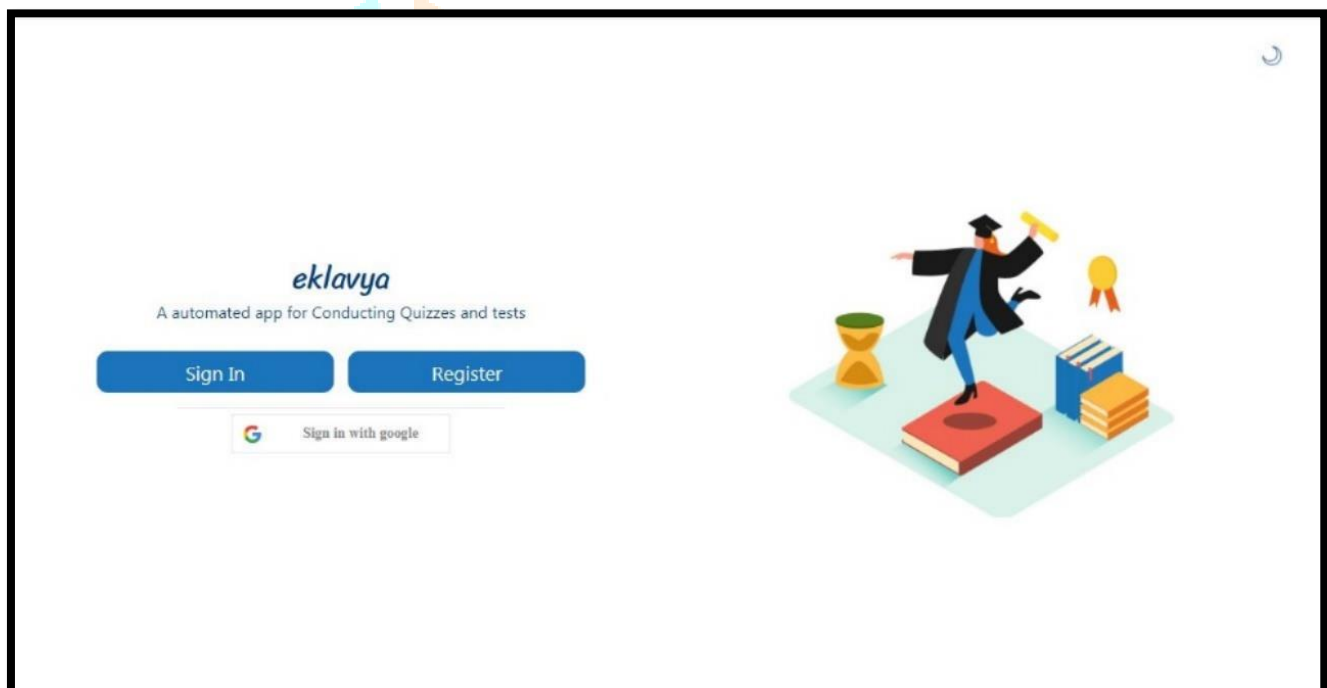 eklavya
A automated app for Conducting Quizzes and tests
Sign In Register
Sign in with google